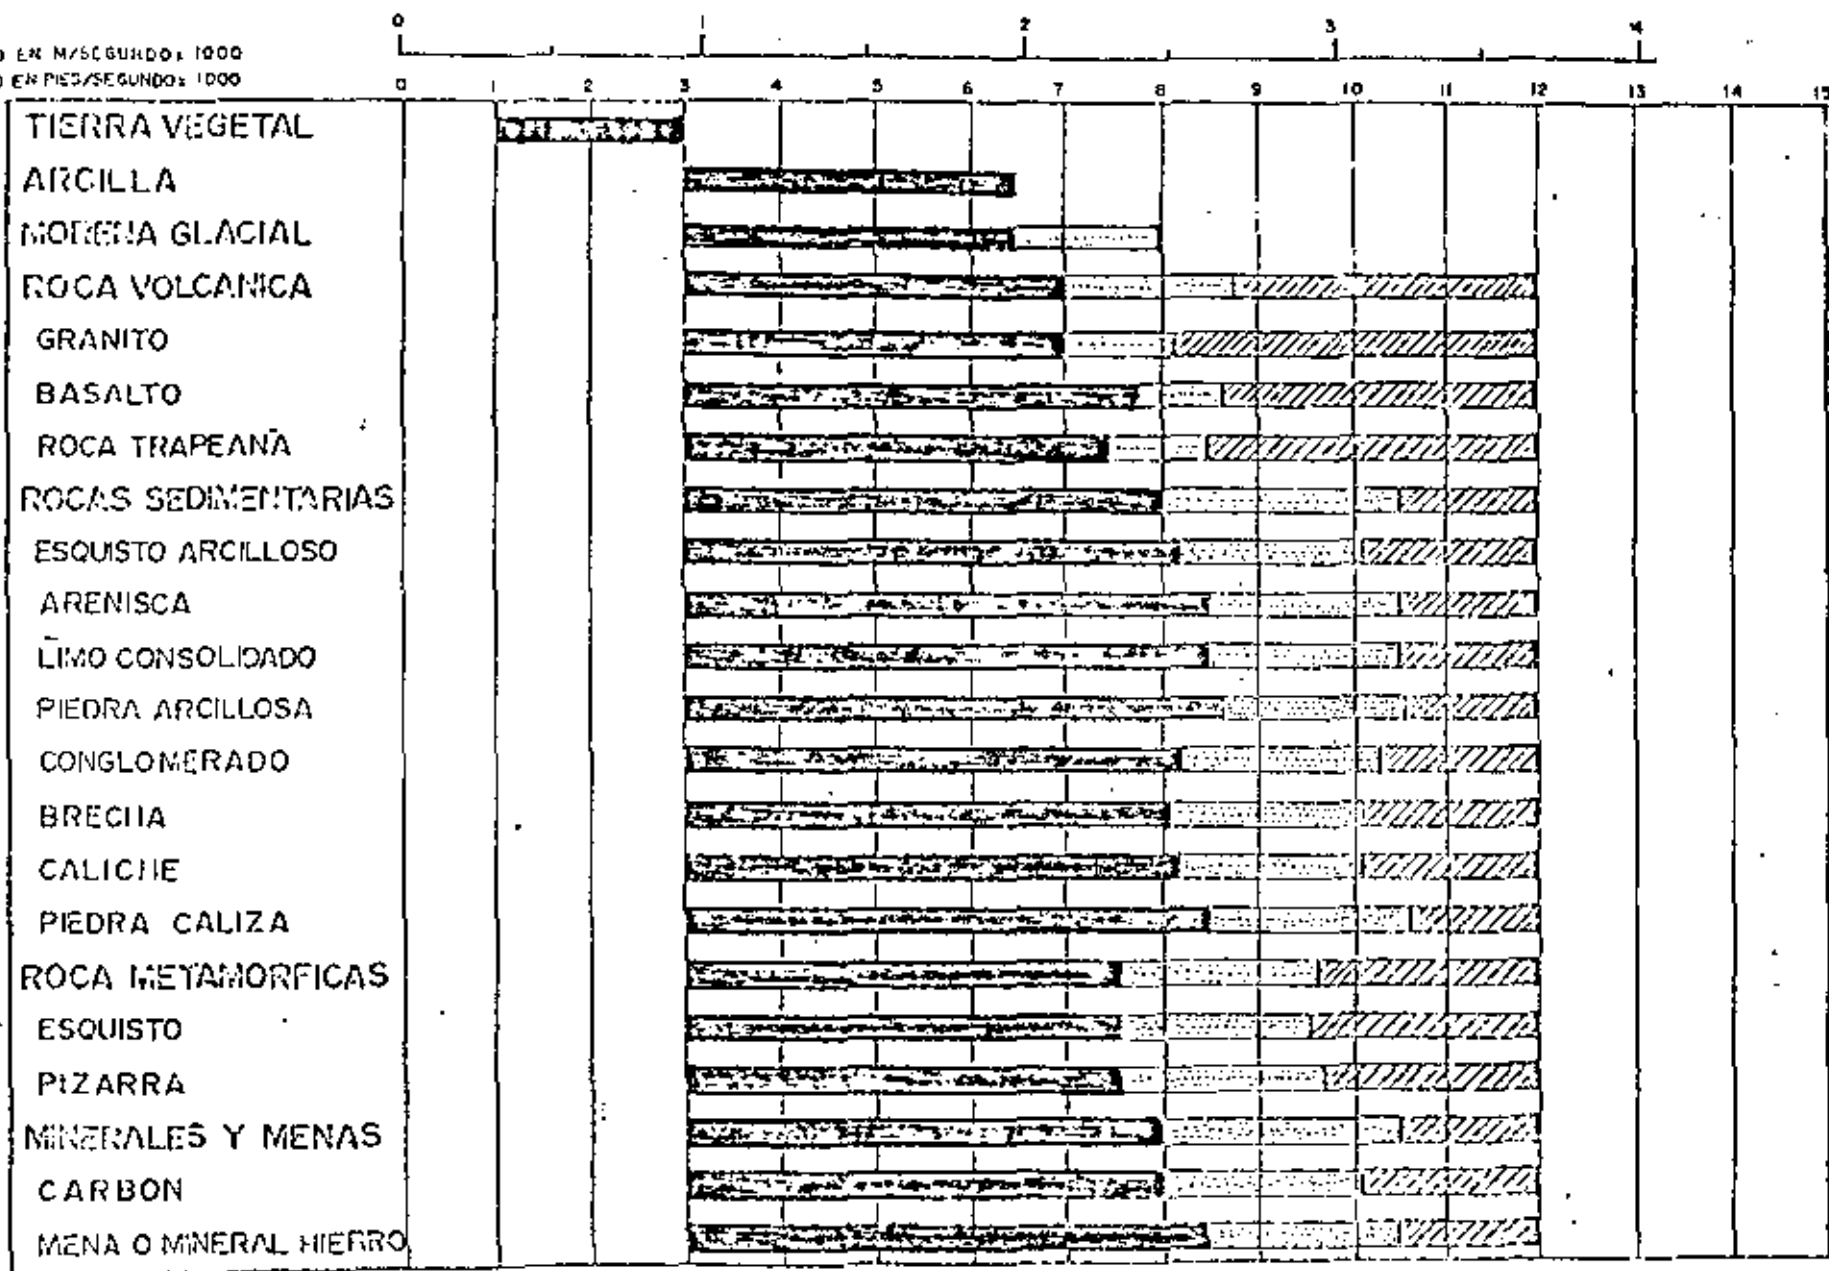 0 1 2 3 4
EN M/SEGUNDO x 1000
EN PIES/SEGUNDO x 1000
0 1 2 3 4 5 6 7 8 9 10 11 12 13 14 15
TIERRA VEGETAL
ARCILLA
MORENA GLACIAL
ROCA VOLCANICA
GRANITO
BASALTO
ROCA TRAPEANA
ROCAS SEDIMENTARIAS
ESQUISTO ARCILLOSO
ARENISCA
LIMO CONSOLIDADO
PIEDRA ARCILLOSA
CONGLOMERADO
BRECHA
CALICHE
PIEDRA CALIZA
ROCA METAMORFICAS
ESQUISTO
PIZARRA
MINERALES Y MENAS
CARBON
MENA O MINERAL HIERRO